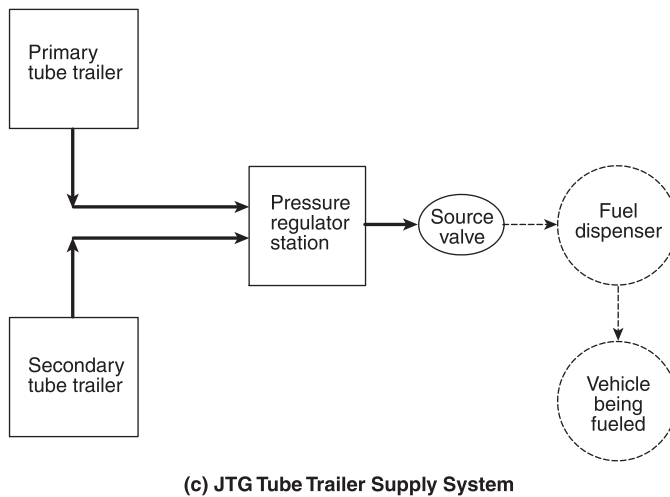 Primary
tube trailer
Pressure
regulator
station
Source
valve
Fuel
dispenser
Secondary
tube trailer
Vehicle
being
fueled
(c) JTG Tube Trailer Supply System